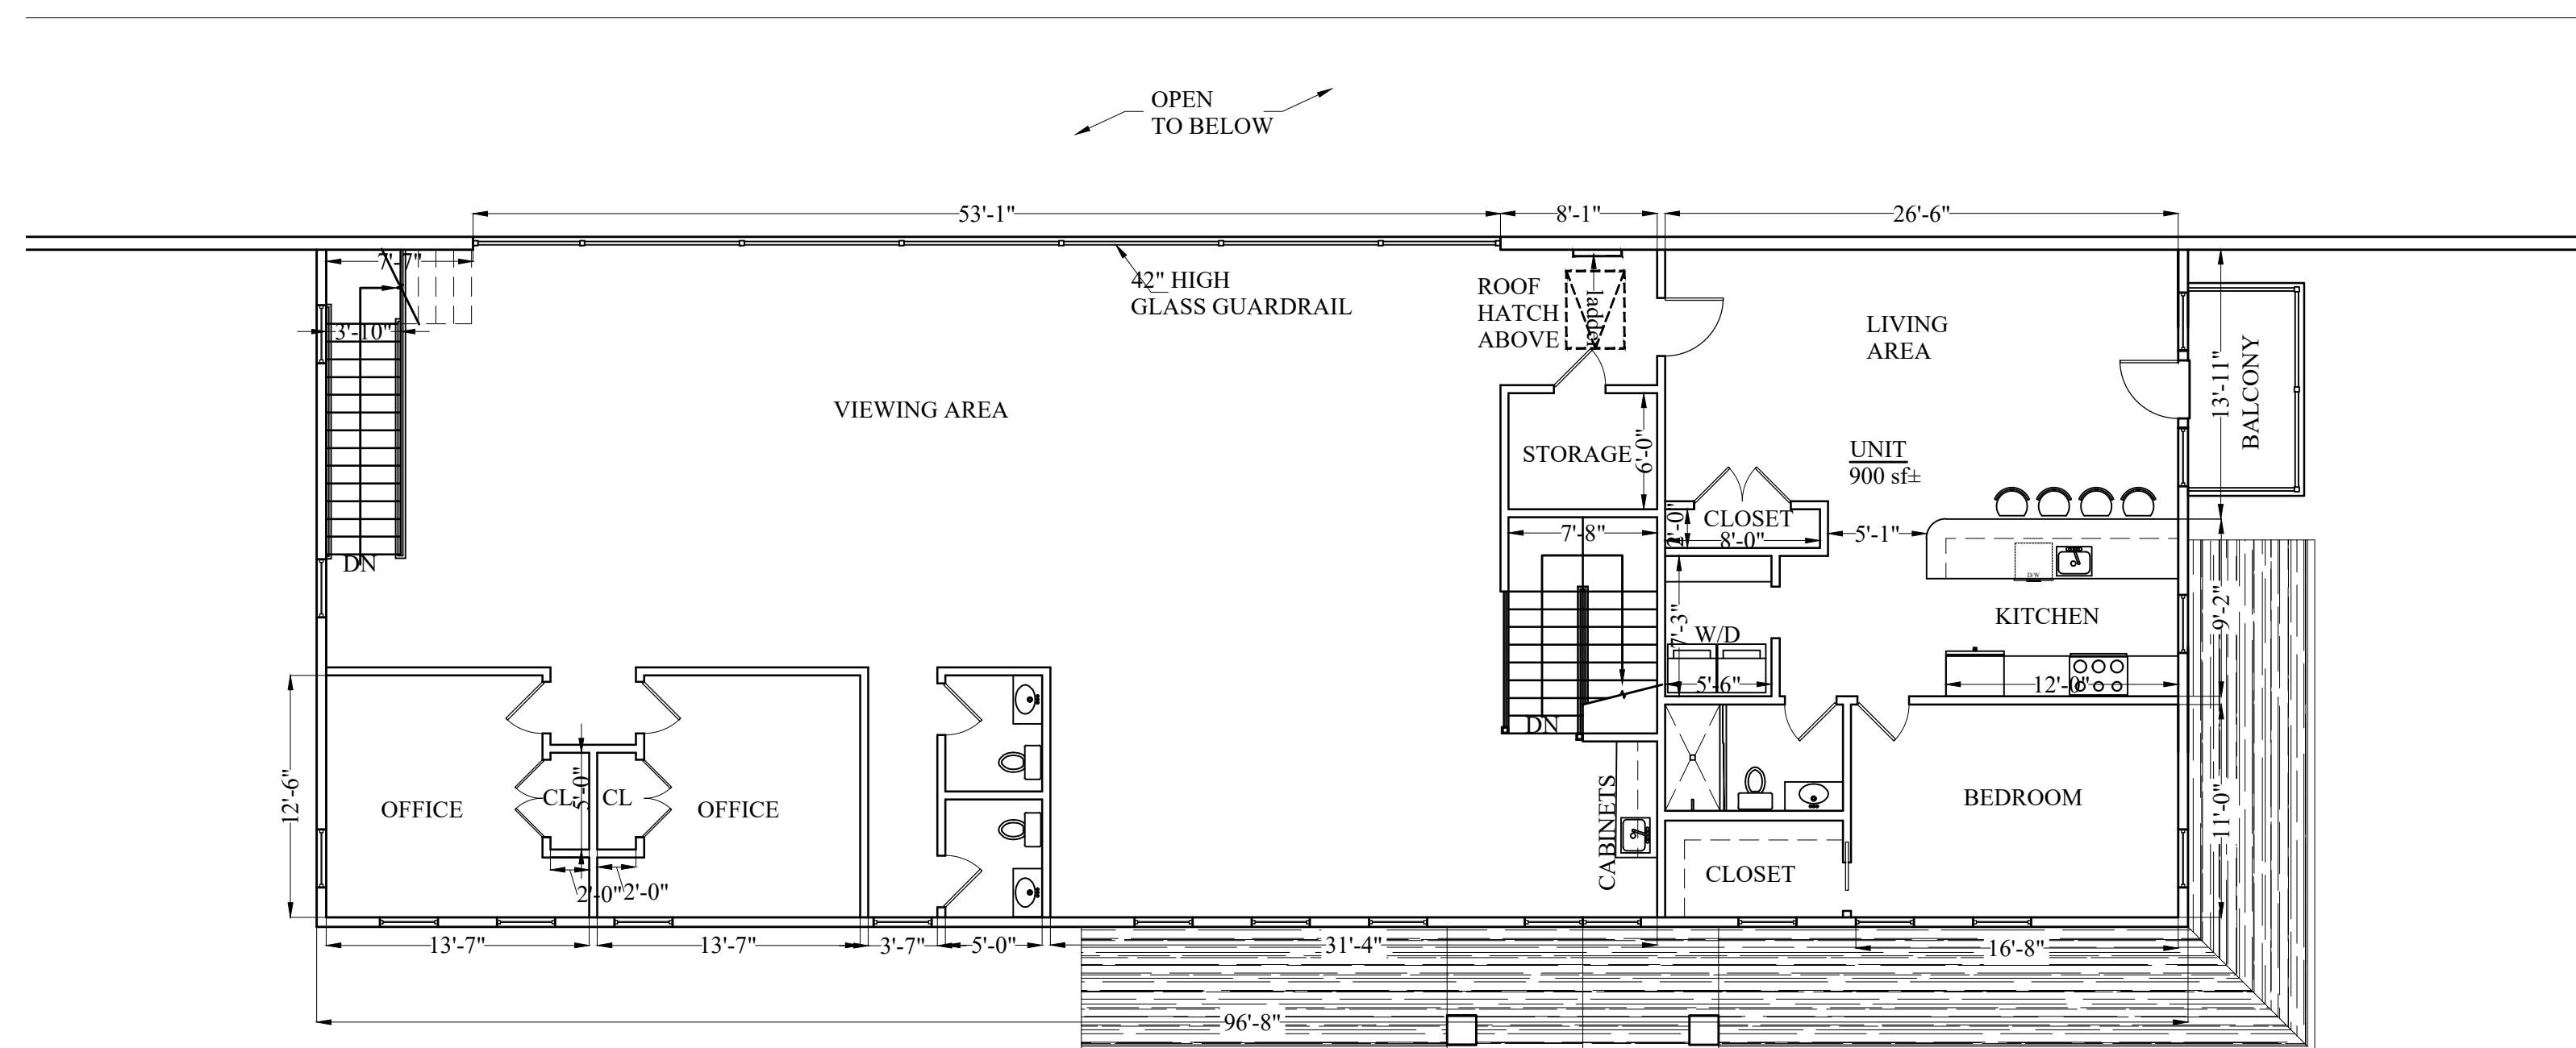 OPEN
TO BELOW
53'-1"
8'-1"
26'-6"
7'-7"
42" HIGH
GLASS GUARDRAIL
ROOF
HATCH
ABOVE
ladder
3'-10"
LIVING
AREA
13'-11"
BALCONY
VIEWING AREA
STORAGE
6'-0"
UNIT
900 sf±
2'-0"
CLOSET
8'-0"
7'-8"
5'-1"
DN
D/W
7'-3"
W/D
KITCHEN
9'-2"
5'-6"
12'-0"
DN
12'-6"
OFFICE
CL
5'-0"
CL
OFFICE
CABINETS
BEDROOM
11'-0"
CLOSET
2'-0"
2'-0"
13'-7"
13'-7"
3'-7"
5'-0"
31'-4"
16'-8"
96'-8"